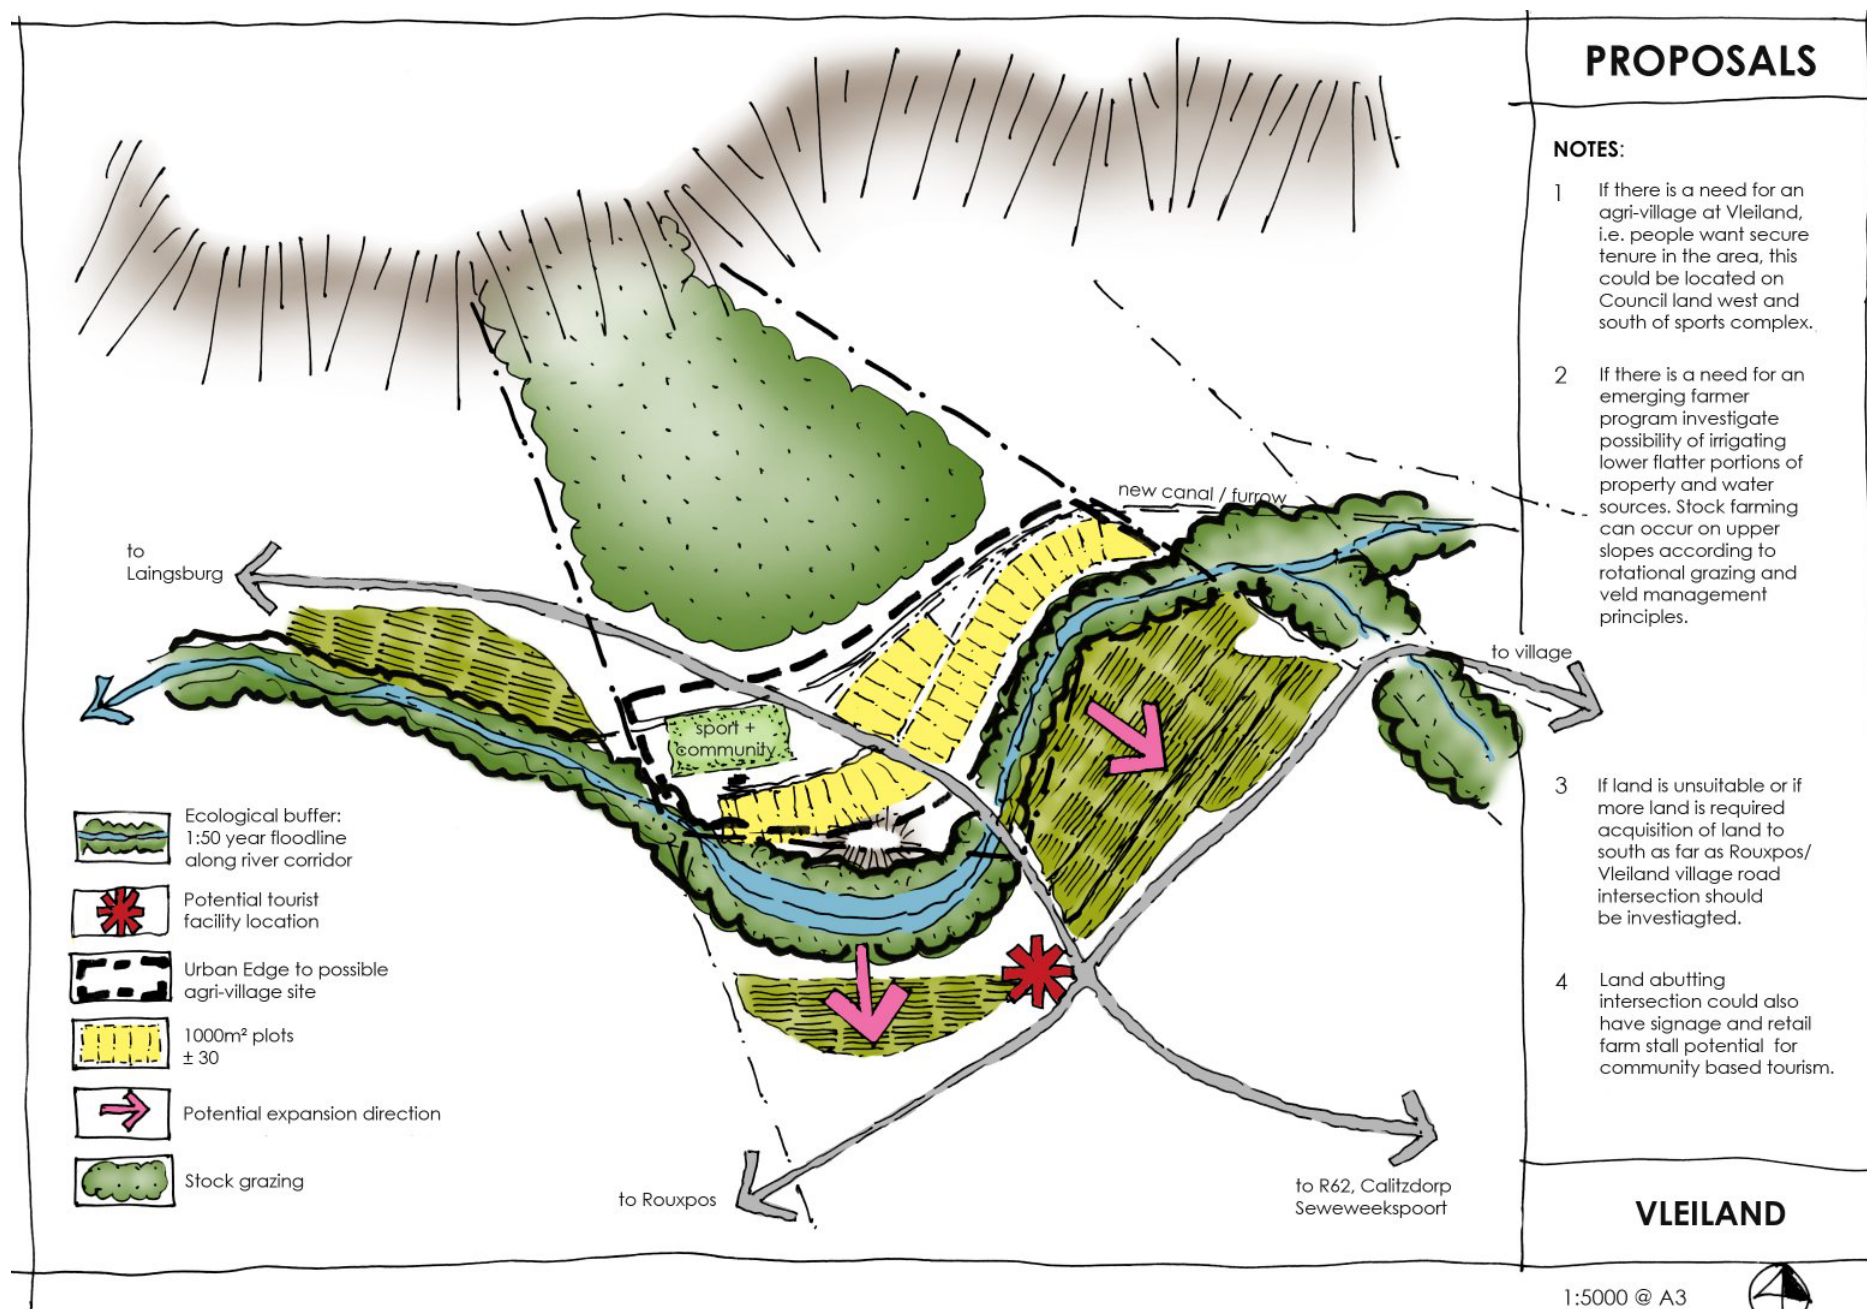 PROPOSALS
NOTES:
1 If there is a need for an
agri-village at Vleiland,
i.e. people want secure
tenure in the area, this
could be located on
Council land west and
south of sports complex.
2 If there is a need for an
emerging farmer
program investigate
possibility of irrigating
lower flatter portions of
property and water
sources. Stock farming
can occur on upper
slopes according to
rotational grazing and
veld management
principles.
3 If land is unsuitable or if
more land is required
acquisition of land to
south as far as Rouxpos/
Vleiland village road
intersection should
be investiagted.
4 Land abutting
intersection could also
have signage and retail
farm stall potential for
community based tourism.
VLEILAND
1:5000 @ A3
new canal / furrow
to
Laingsburg
to village
sport +
community
to Rouxpos
to R62, Calitzdorp
Seweweekspoort
Ecological buffer:
1:50 year floodline
along river corridor
Potential tourist
facility location
Urban Edge to possible
agri-village site
1000m² plots
± 30
Potential expansion direction
Stock grazing